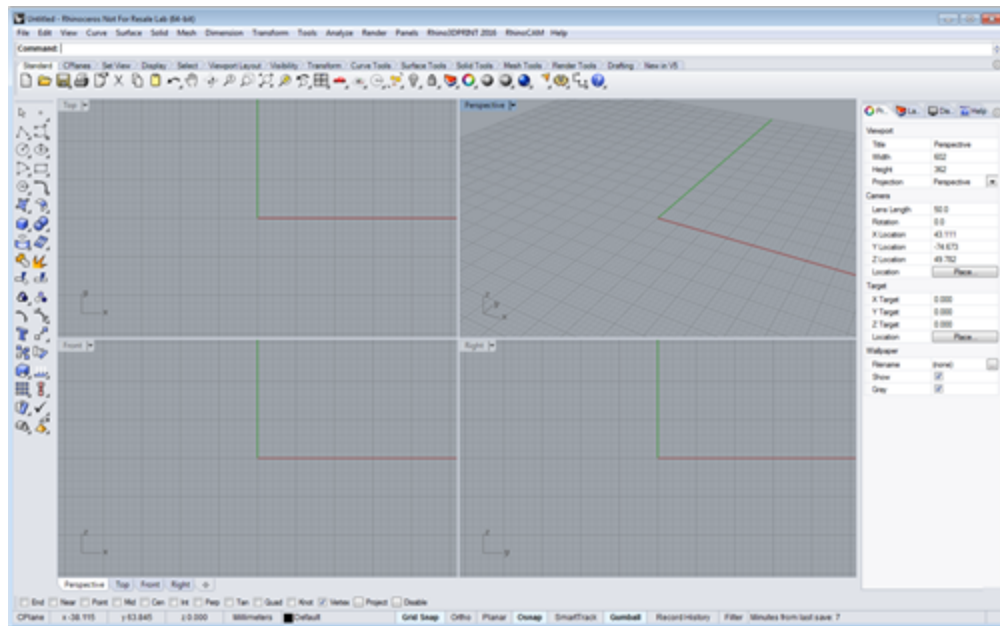 Untitled - Rhinoceros Not For Resale Lab (64-bit)
File Edit View Curve Surface Solid Mesh Dimension Transform Tools Analyze Render Panels Rhino3DPRINT 2016 RhinoCAM Help
Command:
Standard CPlanes Set View Display Select Viewport Layout Visibility Transform Curve Tools Surface Tools Solid Tools Mesh Tools Render Tools Drafting New in V5
Top
Perspective
Pr... La... Dis... Help
Viewport
Title Perspective
Width 602
Height 362
Projection Perspective
Camera
Lens Length 50.0
Rotation 0.0
X Location 43.111
Y Location -74.673
Z Location 49.782
Location Place...
Target
X Target 0.000
Y Target 0.000
Z Target 0.000
Location Place...
Wallpaper
Filename (none)
Show
Gray
y
x
z
y
x
Front
Right
z
x
z
y
Perspective Top Front Right
End Near Point Mid Cen Int Perp Tan Quad Knot Vertex Project Disable
CPlane x -38.115 y -53.845 z 0.000 Millimeters Default Grid Snap Ortho Planar Osnap SmartTrack Gumball Record History Filter Minutes from last save: 7